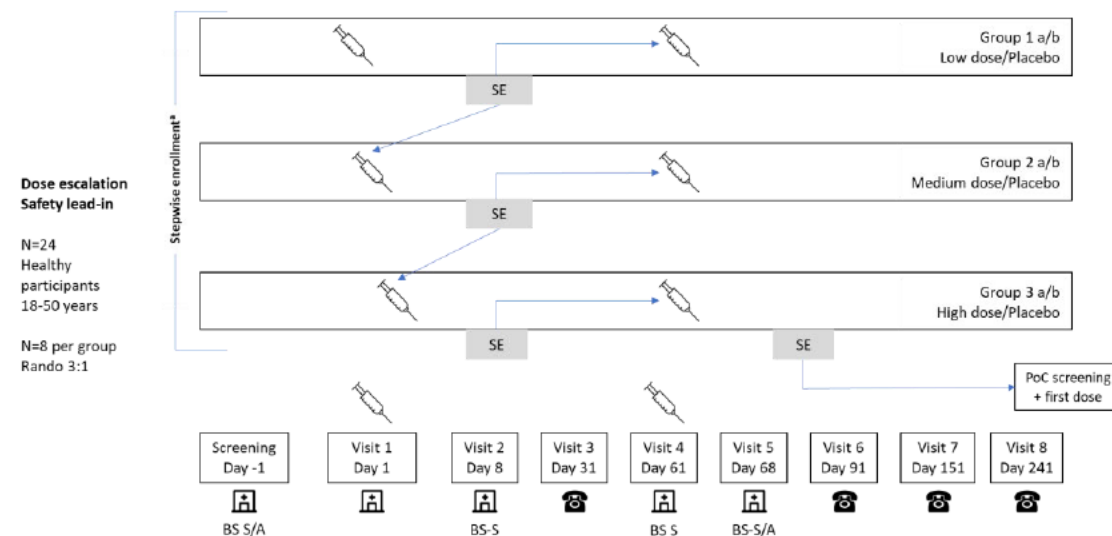 Group 1 a/b
Low dose/Placebo
SE
Stepwise enrollmentª
Group 2 a/b
Medium dose/Placebo
SE
Dose escalation
Safety lead-in
N=24
Healthy
participants
18-50 years
N=8 per group
Rando 3:1
Group 3 a/b
High dose/Placebo
SE
SE
PoC screening
+ first dose
Screening
Day -1
BS S/A
Visit 1
Day 1
Visit 2
Day 8
BS-S
Visit 3
Day 31
Visit 4
Day 61
BS S
Visit 5
Day 68
BS-S/A
Visit 6
Day 91
Visit 7
Day 151
Visit 8
Day 241